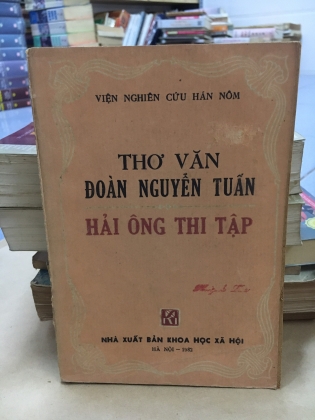 VIỆN NGHIÊN CỨU HÁN NÔM
THƠ VĂN
ĐOÀN NGUYỄN TUẤN
HẢI ÔNG THI TẬP
NHÀ XUẤT BẢN KHOA HỌC XÃ HỘI
HÀ NỘI — 1982